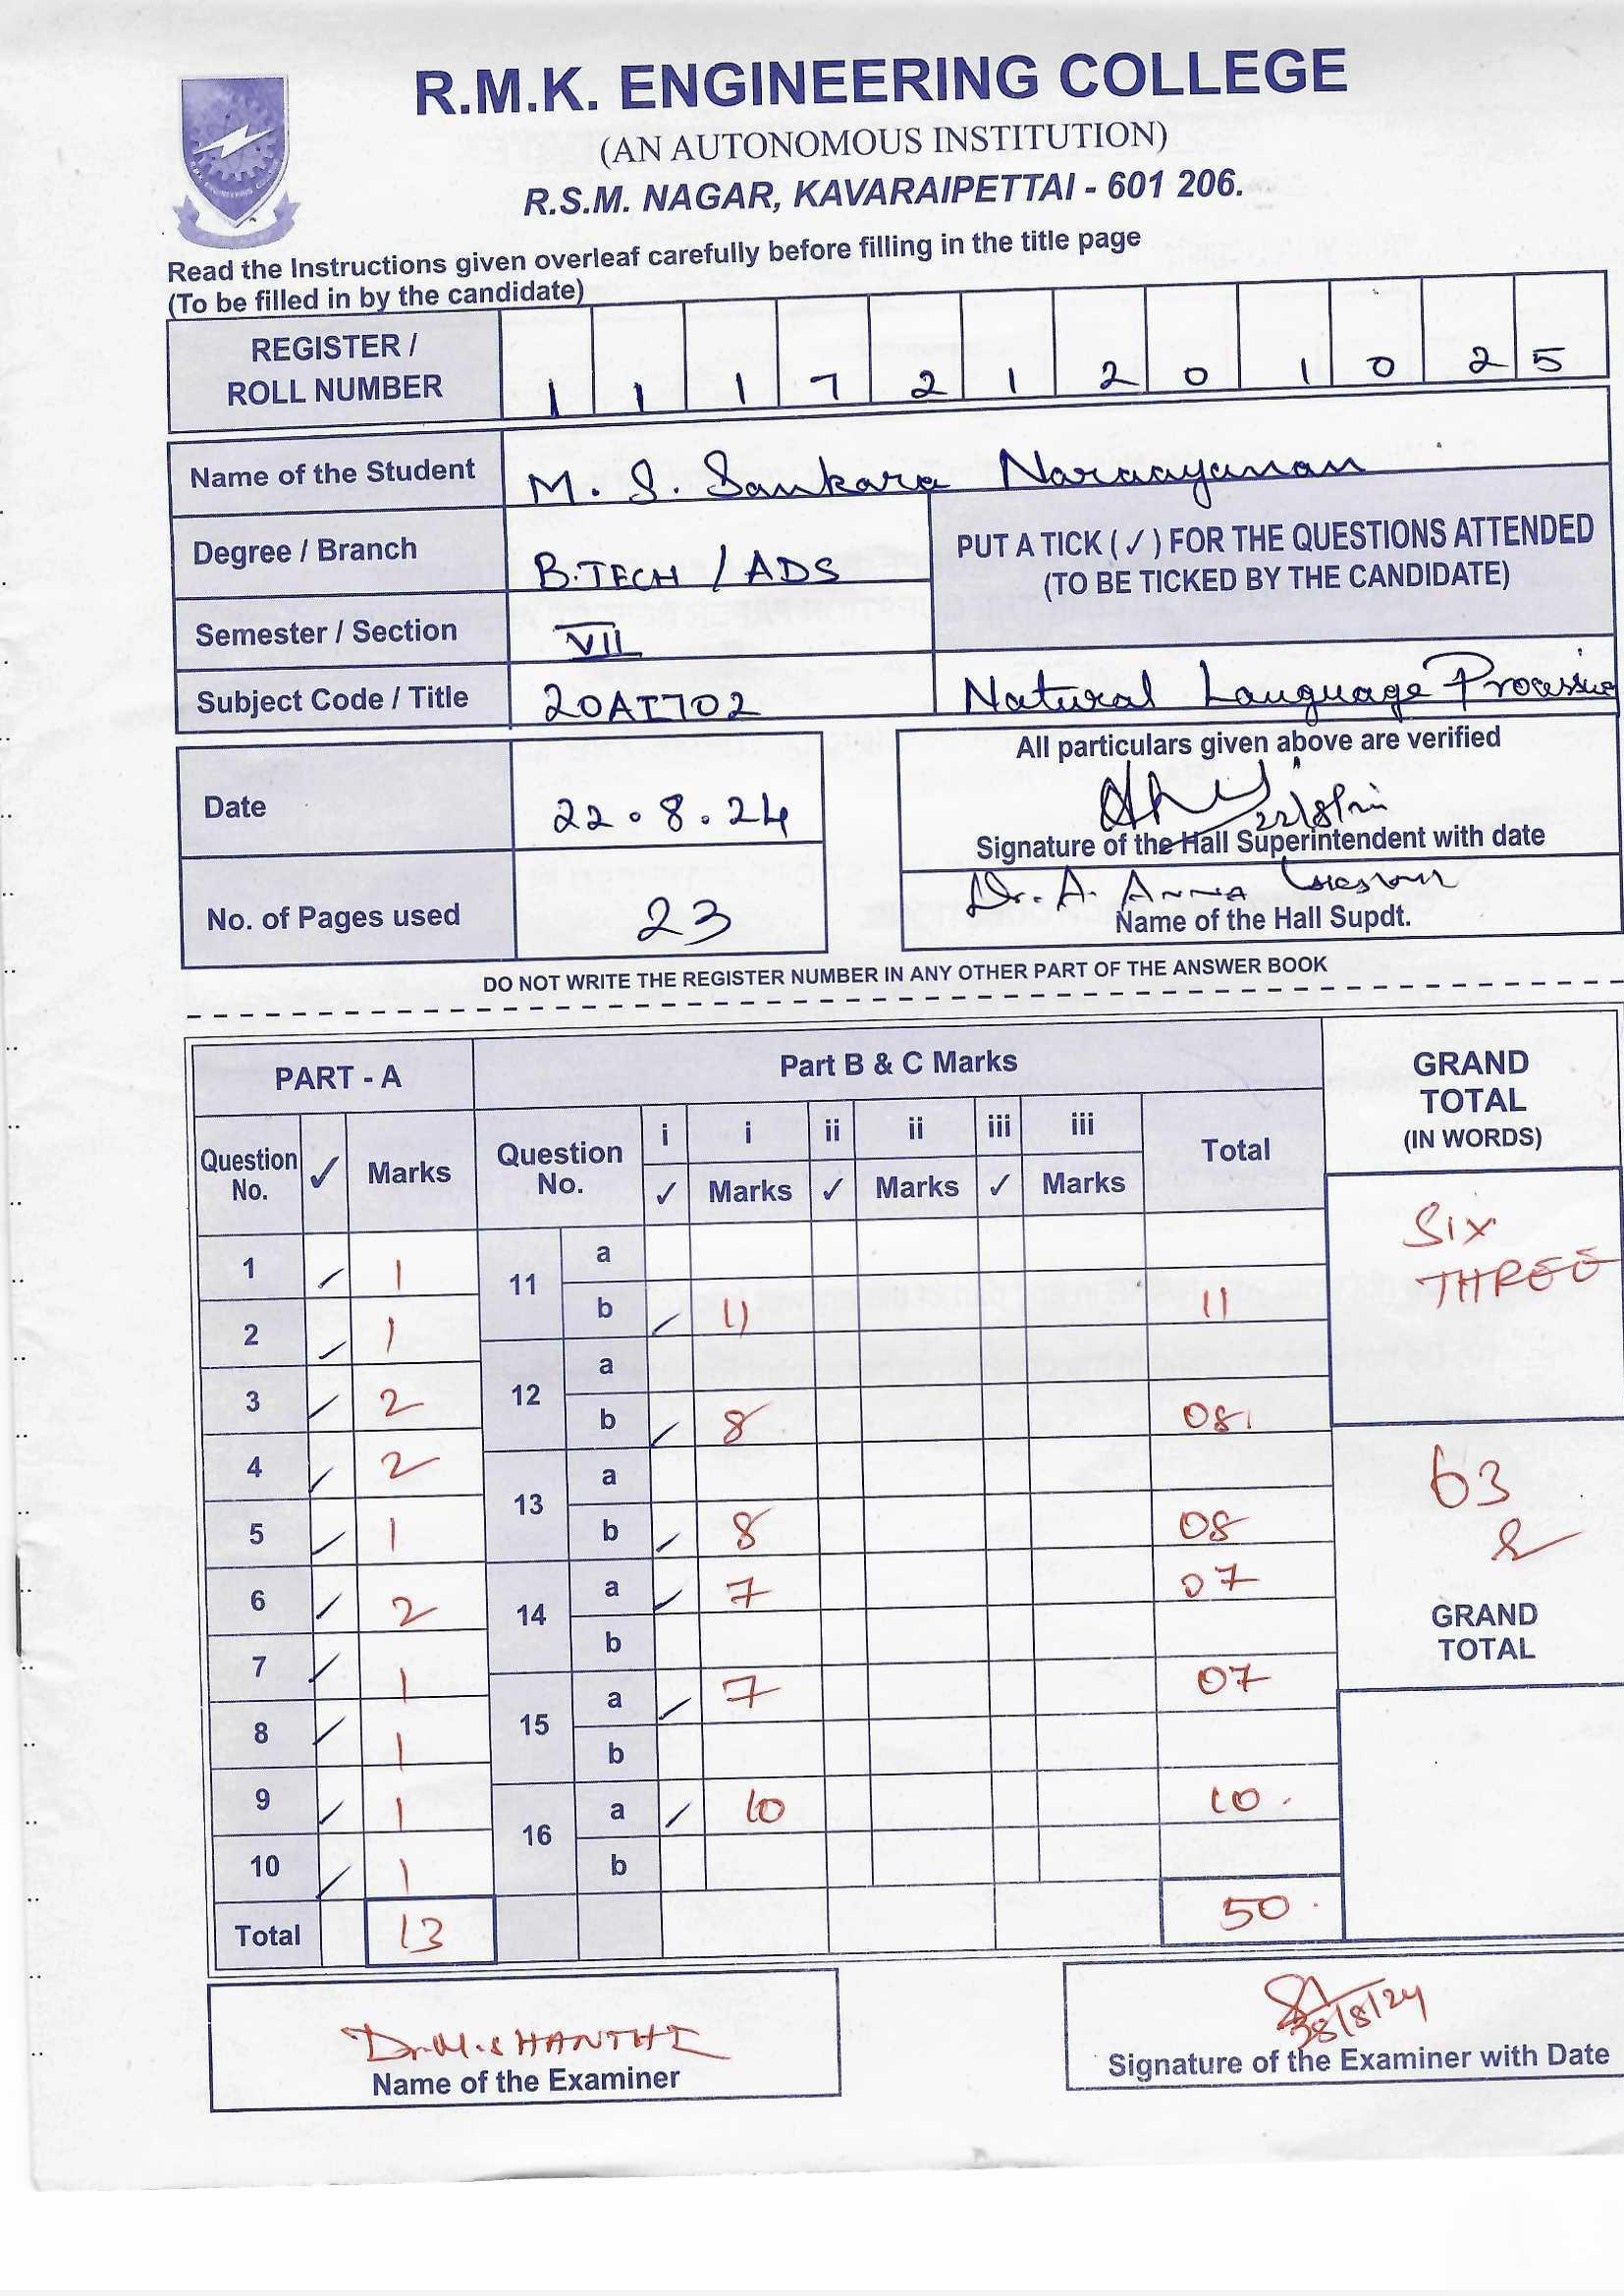 R.M.K. ENGINEERING COLLEGE
(AN AUTONOMOUS INSTITUTION)
R.S.M. NAGAR, KAVARAIPETTAI - 601 206.
Read the Instructions given overleaf carefully before filling in the title page
(To be filled in by the candidate)
REGISTER / ROLL NUMBER 1 1 1 7 2 1 2 0 1 0 2 5
Name of the Student M. S. Sankara Naraayanan
Degree / Branch B.TECH / ADS
PUT A TICK ( ✓ ) FOR THE QUESTIONS ATTENDED
(TO BE TICKED BY THE CANDIDATE)
Semester / Section VII
Subject Code / Title 20AI702 Natural Language Processing
All particulars given above are verified
Date 22.8.24
22/8/
Signature of the Hall Superintendent with date
No. of Pages used 23
Dr. A. ANNA
Name of the Hall Supdt.
DO NOT WRITE THE REGISTER NUMBER IN ANY OTHER PART OF THE ANSWER BOOK
PART - A Part B & C Marks GRAND TOTAL (IN WORDS)
Question No. ✓ Marks Question No. i i ii ii iii iii Total
✓ Marks ✓ Marks ✓ Marks
1 ✓ 1 11 a
SIX THREE
2 ✓ 1 b ✓ 11 11
3 ✓ 2 12 a
b ✓ 8 08
4 ✓ 2 13 a
63
5 ✓ 1 b ✓ 8 08
6 ✓ 2 14 a ✓ 7 07
GRAND TOTAL
b
7 ✓ 1 15 a ✓ 7 07
8 ✓ 1 b
9 ✓ 1 16 a ✓ 10 10.
10 ✓ 1 b
Total 13 50.
Dr.M.SHANTHI
Name of the Examiner
28/8/24
Signature of the Examiner with Date